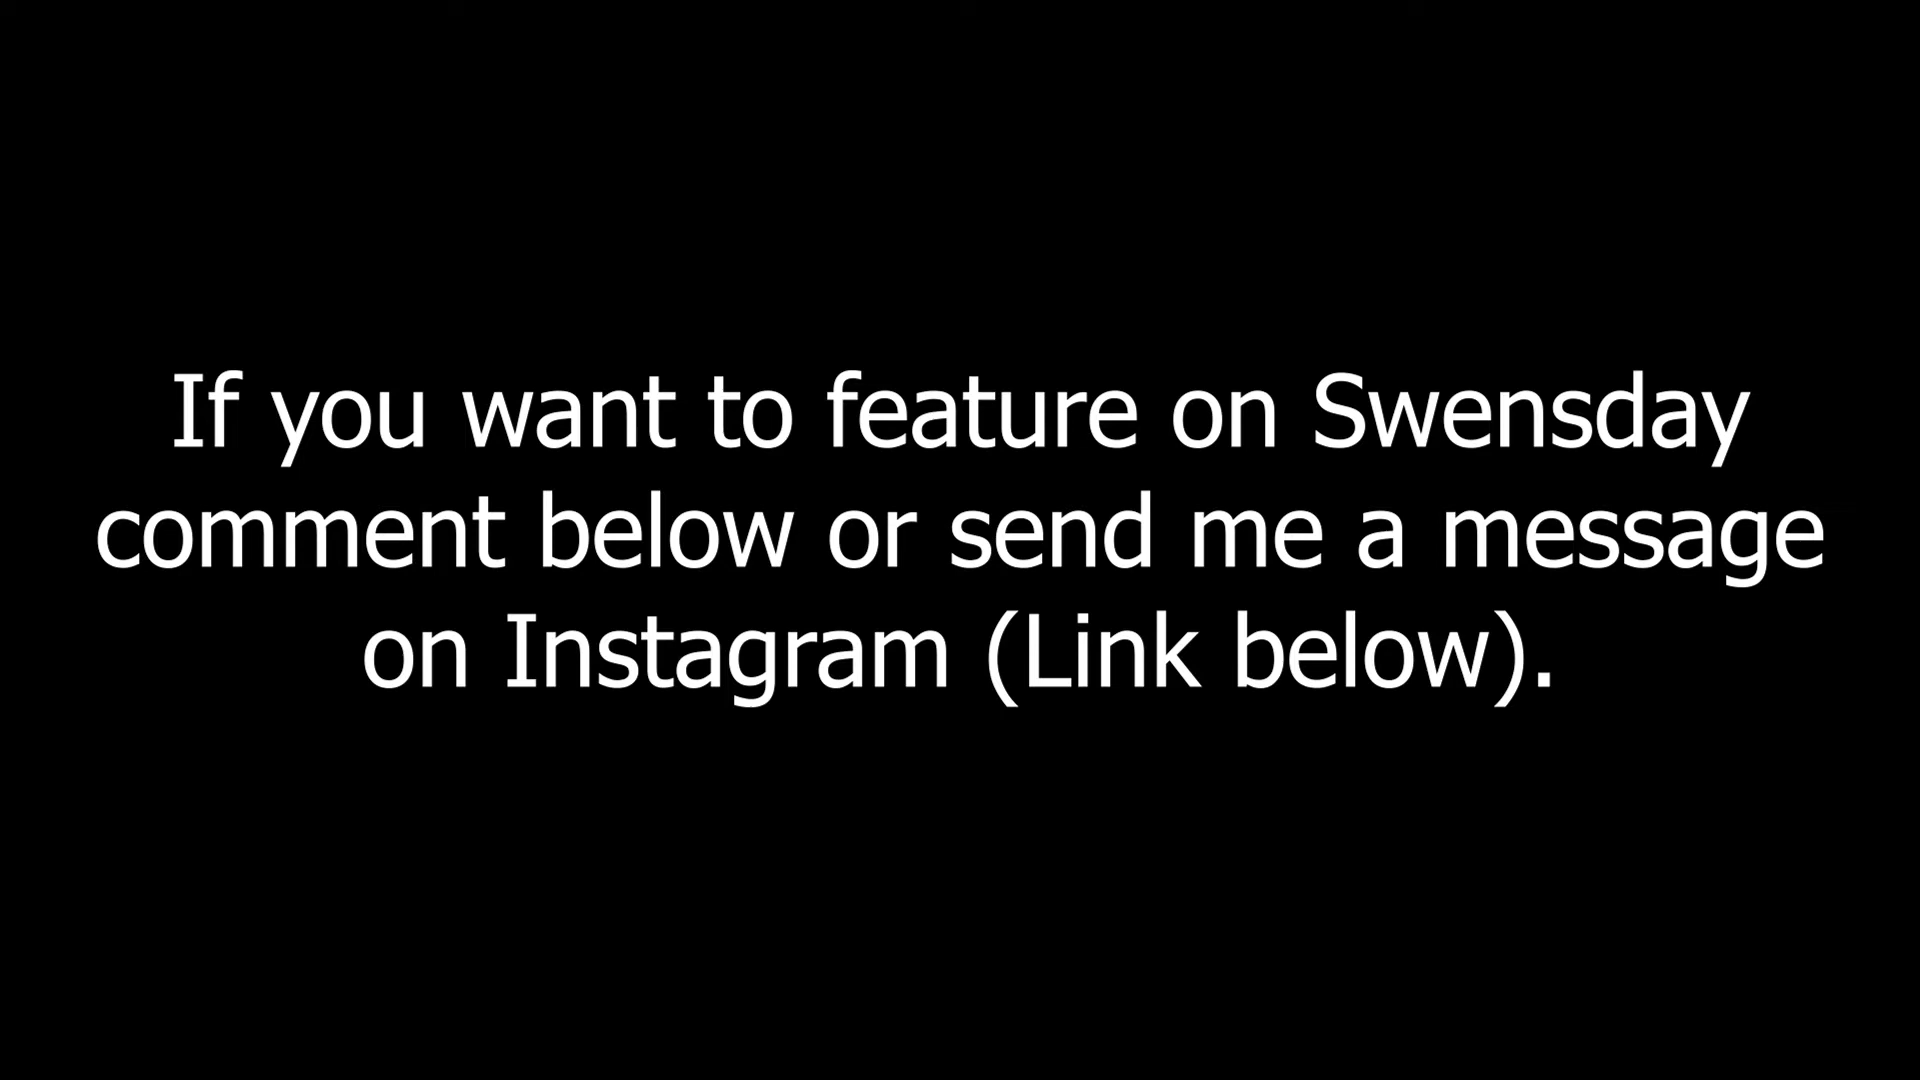 If you want to feature on Swensday
comment below or send me a message
on Instagram (Link below).